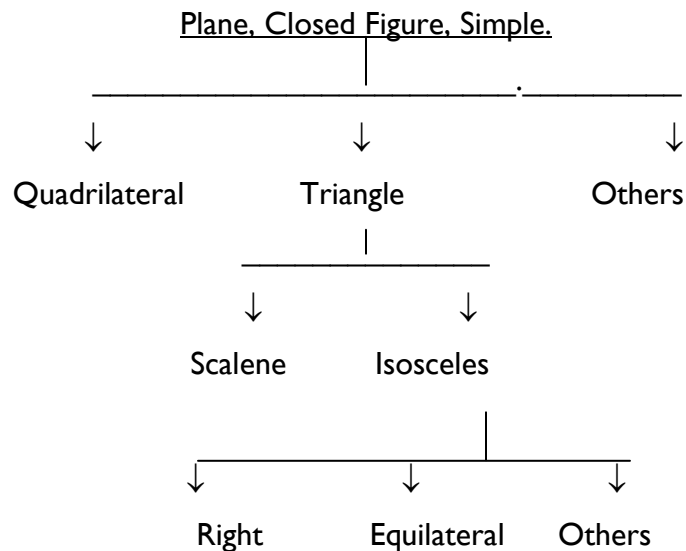 Plane, Closed Figure, Simple.
Quadrilateral Triangle Others
Scalene Isosceles
Right Equilateral Others